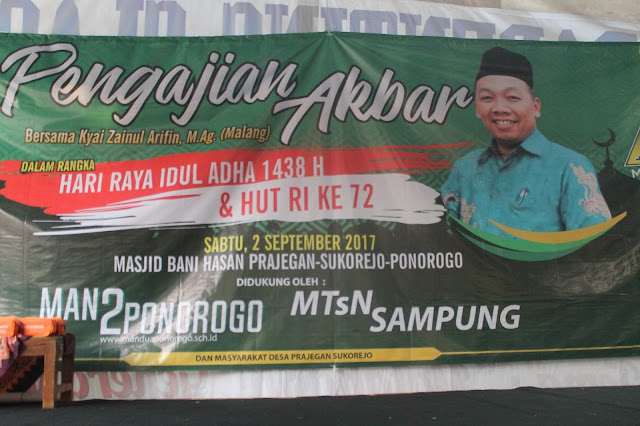 Pengajian Akbar
Bersama Kyai Zainul Arifin, M.Ag. (Malang)
DALAM RANGKA
HARI RAYA IDUL ADHA 1438 H
& HUT RI KE 72
SABTU, 2 SEPTEMBER 2017
MASJID BANI HASAN PRAJEGAN-SUKOREJO-PONOROGO
DIDUKUNG OLEH :
MAN2PONOROGO
www.manduaponorogo.sch.id
MTsN SAMPUNG
DAN MASYARAKAT DESA PRAJEGAN SUKOREJO